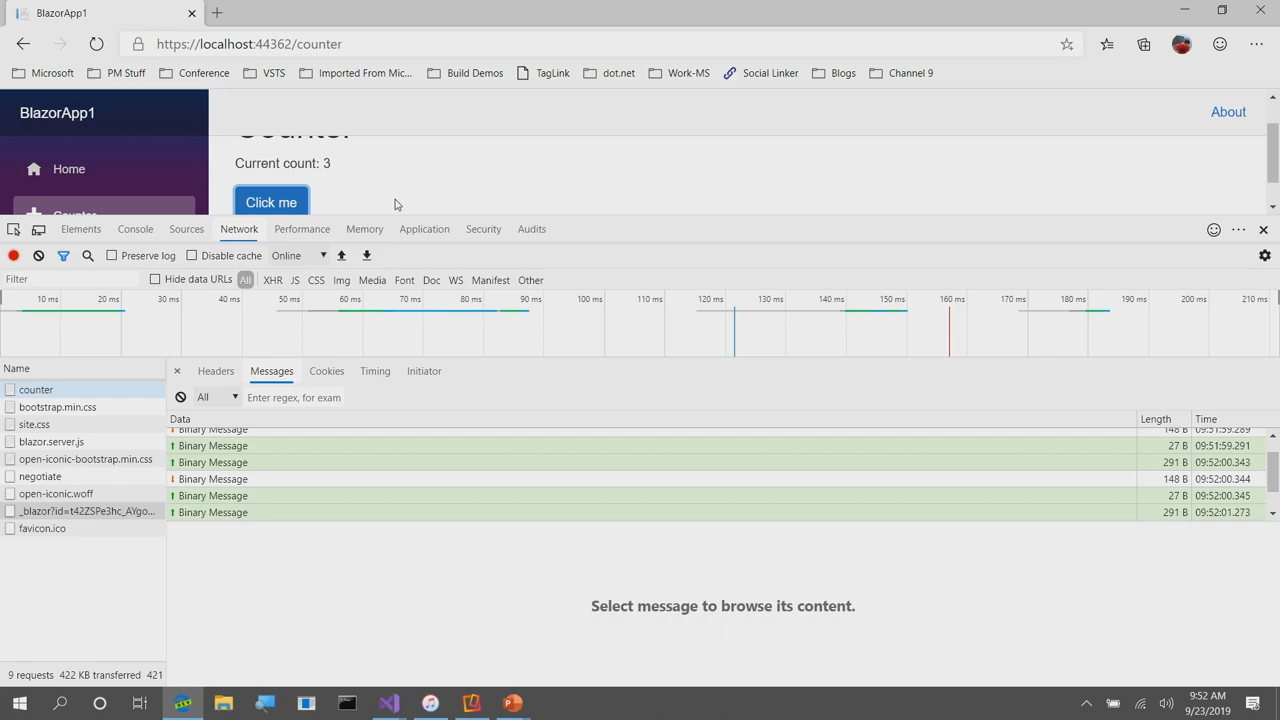 BlazorApp1
https://localhost:44362/counter
Microsoft PM Stuff Conference VSTS Imported From Mic... Build Demos TagLink dot.net Work-MS Social Linker Blogs Channel 9
BlazorApp1 About
Counter
Current count: 3
Home
Click me
Counter
Elements Console Sources Network Performance Memory Application Security Audits
Preserve log Disable cache Online
Filter Hide data URLs All XHR JS CSS Img Media Font Doc WS Manifest Other
10 ms 20 ms 30 ms 40 ms 50 ms 60 ms 70 ms 80 ms 90 ms 100 ms 110 ms 120 ms 130 ms 140 ms 150 ms 160 ms 170 ms 180 ms 190 ms 200 ms 210 ms
Name Headers Messages Cookies Timing Initiator
counter
All Enter regex, for exam
bootstrap.min.css
Data Length Time
site.css
Binary Message 148 B 09:51:59.289
blazor.server.js
Binary Message 27 B 09:51:59.291
open-iconic-bootstrap.min.css
Binary Message 291 B 09:52:00.343
negotiate
Binary Message 148 B 09:52:00.344
open-iconic.woff
Binary Message 27 B 09:52:00.345
_blazor?id=t42ZSPe3hc_AYgo...
Binary Message 291 B 09:52:01.273
favicon.ico
Select message to browse its content.
9 requests 422 KB transferred 421
9:52 AM
9/23/2019